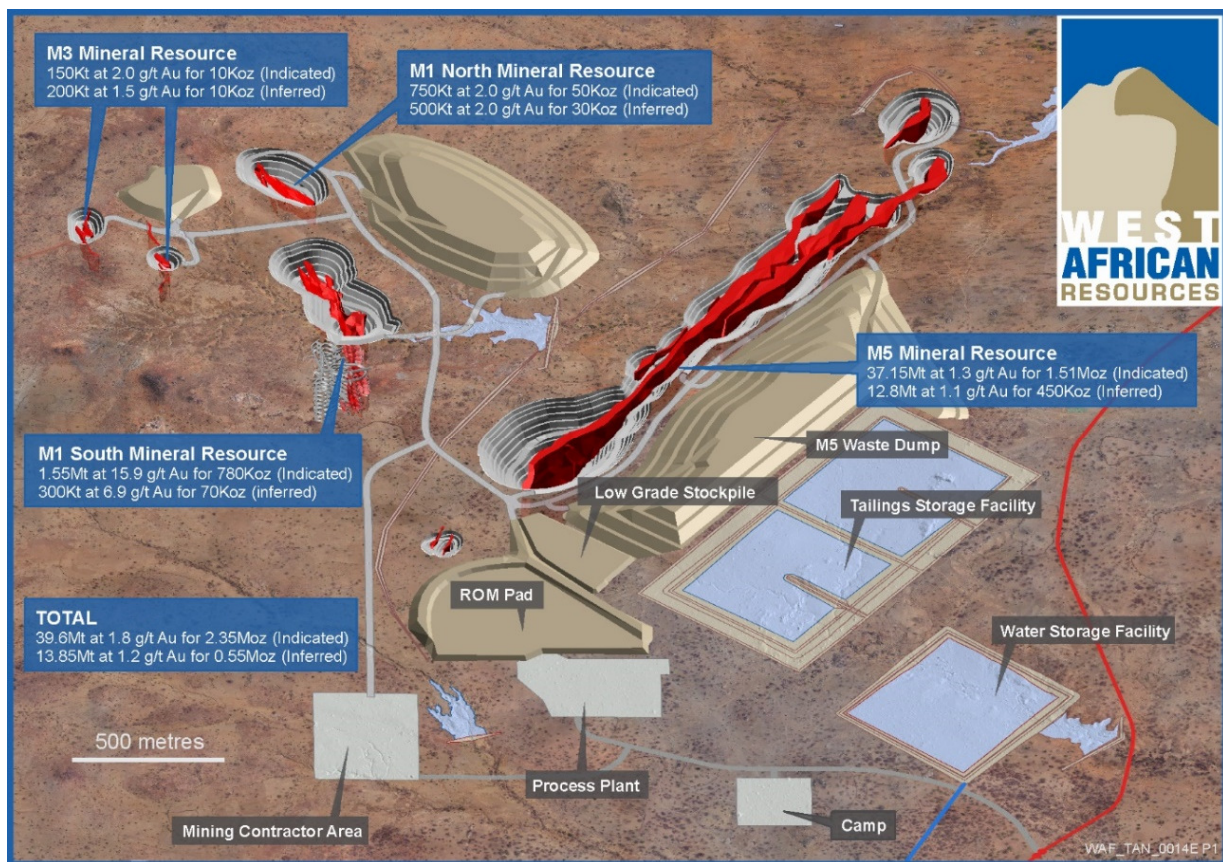 M3 Mineral Resource
150Kt at 2.0 g/t Au for 10Koz (Indicated)
200Kt at 1.5 g/t Au for 10Koz (Inferred)
M1 North Mineral Resource
750Kt at 2.0 g/t Au for 50Koz (Indicated)
500Kt at 2.0 g/t Au for 30Koz (Inferred)
WEST
AFRICAN
RESOURCES
M5 Mineral Resource
37.15Mt at 1.3 g/t Au for 1.51Moz (Indicated)
12.8Mt at 1.1 g/t Au for 450Koz (Inferred)
M1 South Mineral Resource
1.55Mt at 15.9 g/t Au for 780Koz (Indicated)
300Kt at 6.9 g/t Au for 70Koz (inferred)
M5 Waste Dump
Low Grade Stockpile
Tailings Storage Facility
ROM Pad
TOTAL
39.6Mt at 1.8 g/t Au for 2.35Moz (Indicated)
13.85Mt at 1.2 g/t Au for 0.55Moz (Inferred)
Water Storage Facility
500 metres
Process Plant
Mining Contractor Area
Camp
WAF_TAN_0014E P1